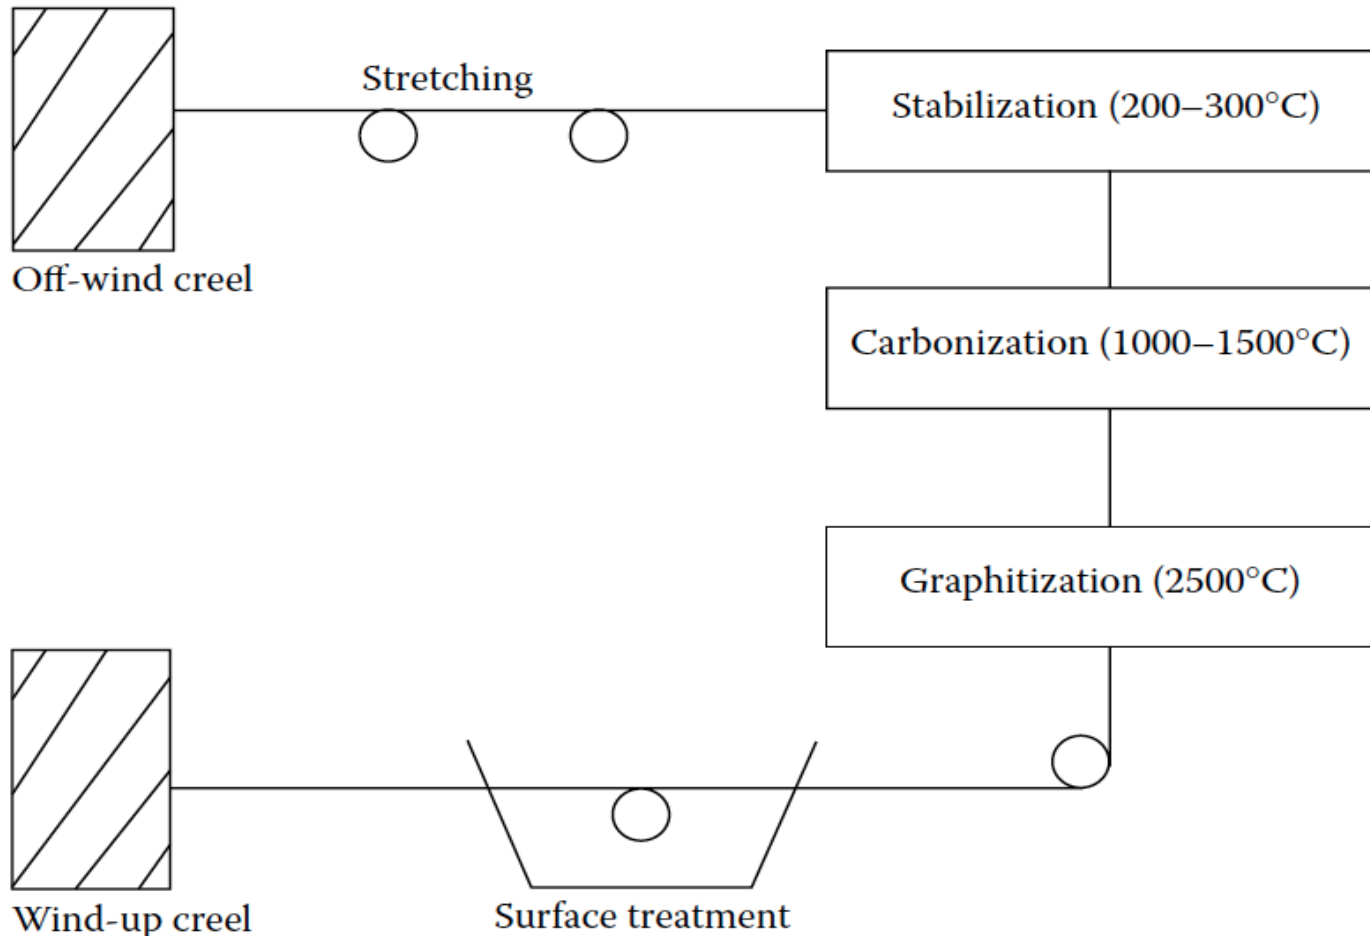 Stretching
Stabilization (200–300°C)
Off-wind creel
Carbonization (1000–1500°C)
Graphitization (2500°C)
Wind-up creel
Surface treatment